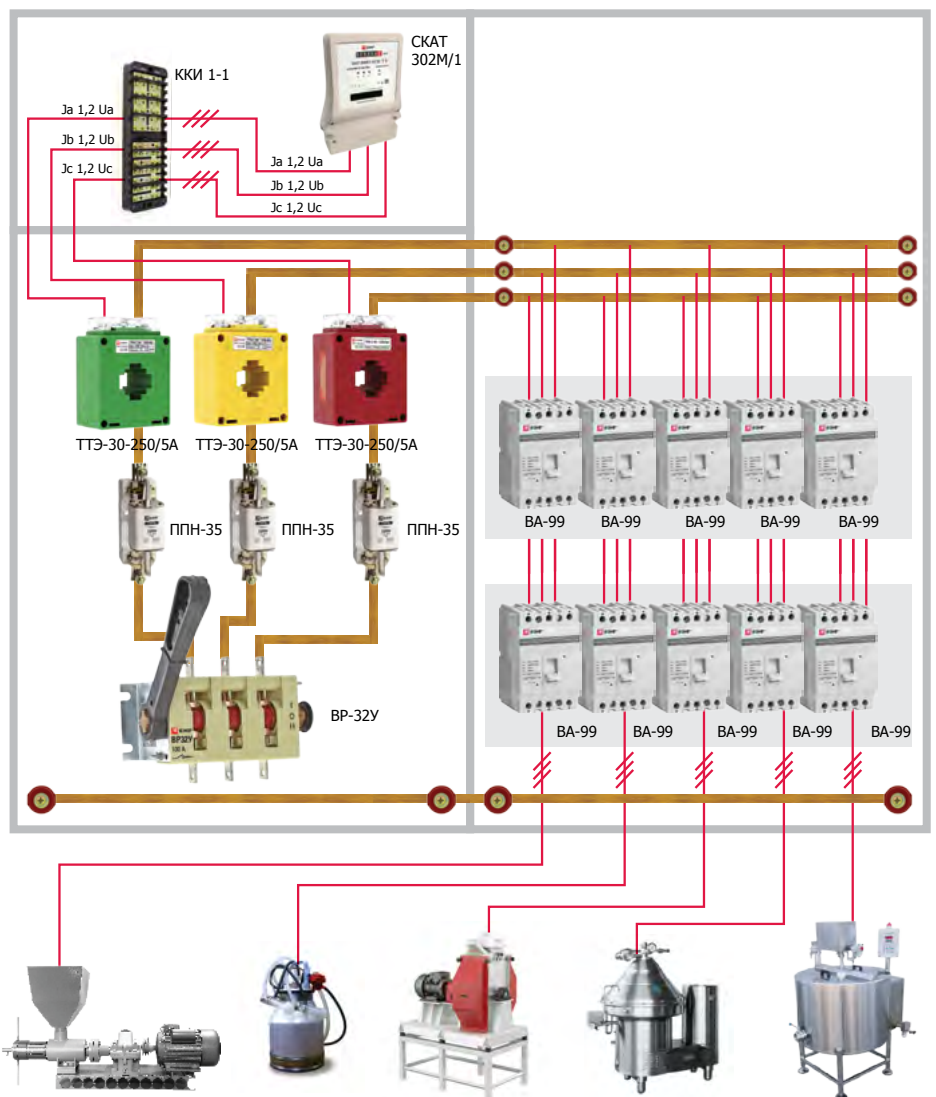 СКАТ
302М/1
ККИ 1-1
Ja 1,2 Ua
Jb 1,2 Ub
Jc 1,2 Uc
Ja 1,2 Ua
Jb 1,2 Ub
Jc 1,2 Uc
ТТЭ-30-250/5А ТТЭ-30-250/5А ТТЭ-30-250/5А
ППН-35 ППН-35 ППН-35
ВА-99 ВА-99 ВА-99 ВА-99 ВА-99
ВР-32У
ВР32У
100 А
ВА-99 ВА-99 ВА-99 ВА-99 ВА-99